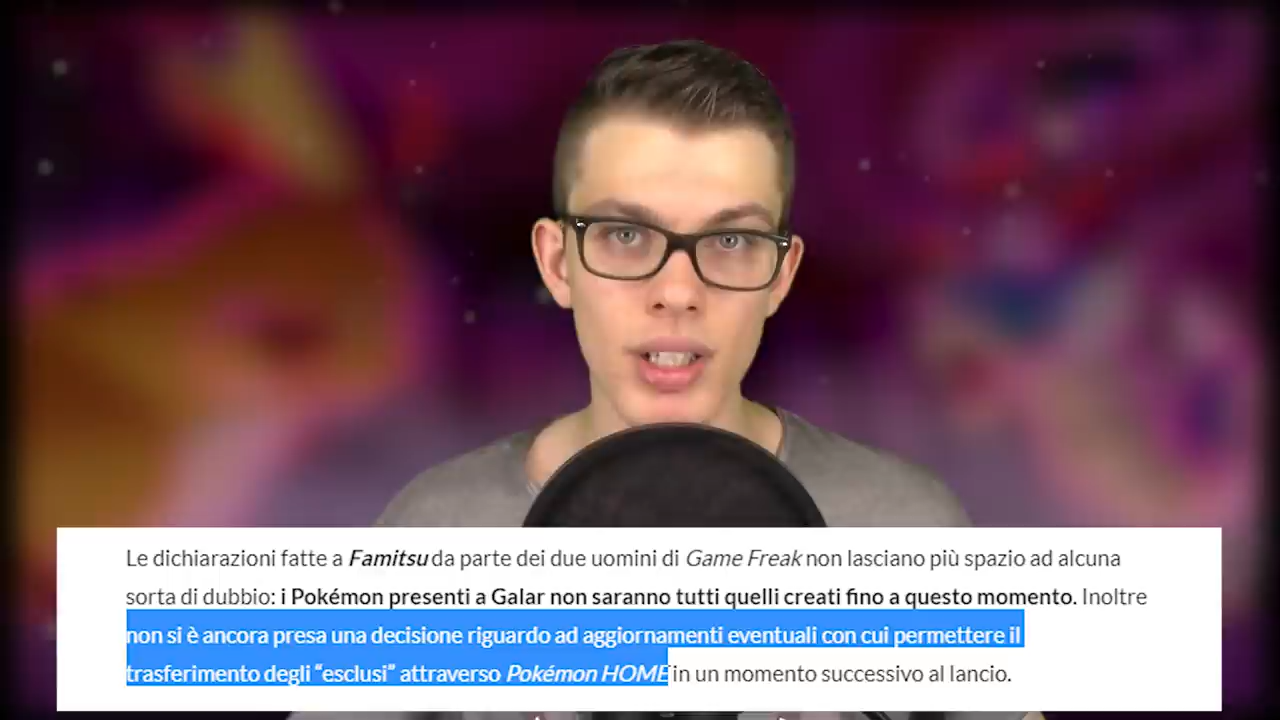 Le dichiarazioni fatte a Famitsu da parte dei due uomini di Game Freak non lasciano più spazio ad alcuna
sorta di dubbio: i Pokémon presenti a Galar non saranno tutti quelli creati fino a questo momento. Inoltre
non si è ancora presa una decisione riguardo ad aggiornamenti eventuali con cui permettere il
trasferimento degli “esclusi” attraverso Pokémon HOME in un momento successivo al lancio.